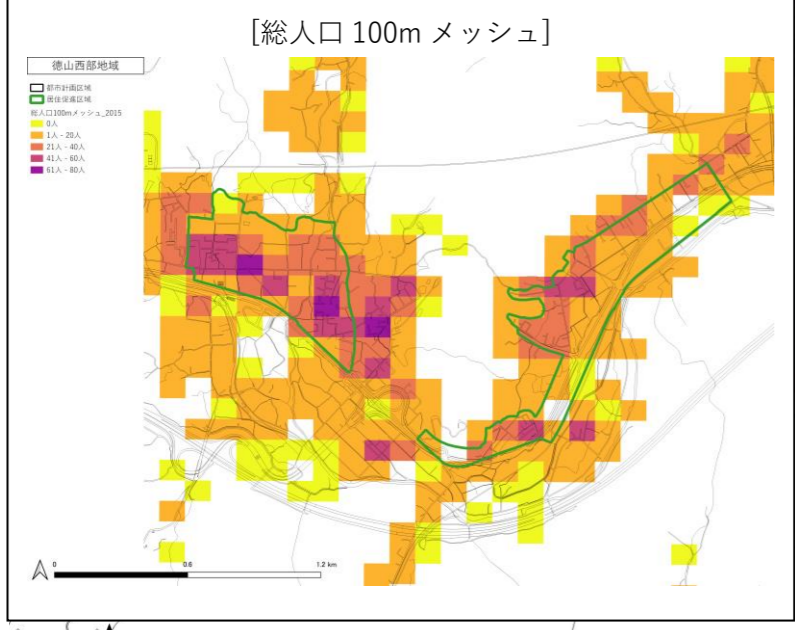 [総人口 100m メッシュ]
徳山西部地域
都市計画区域
居住促進区域
総人口100mメッシュ_2015
0人
1人 - 20人
21人 - 40人
41人 - 60人
61人 - 80人
0 0.6 1.2 km